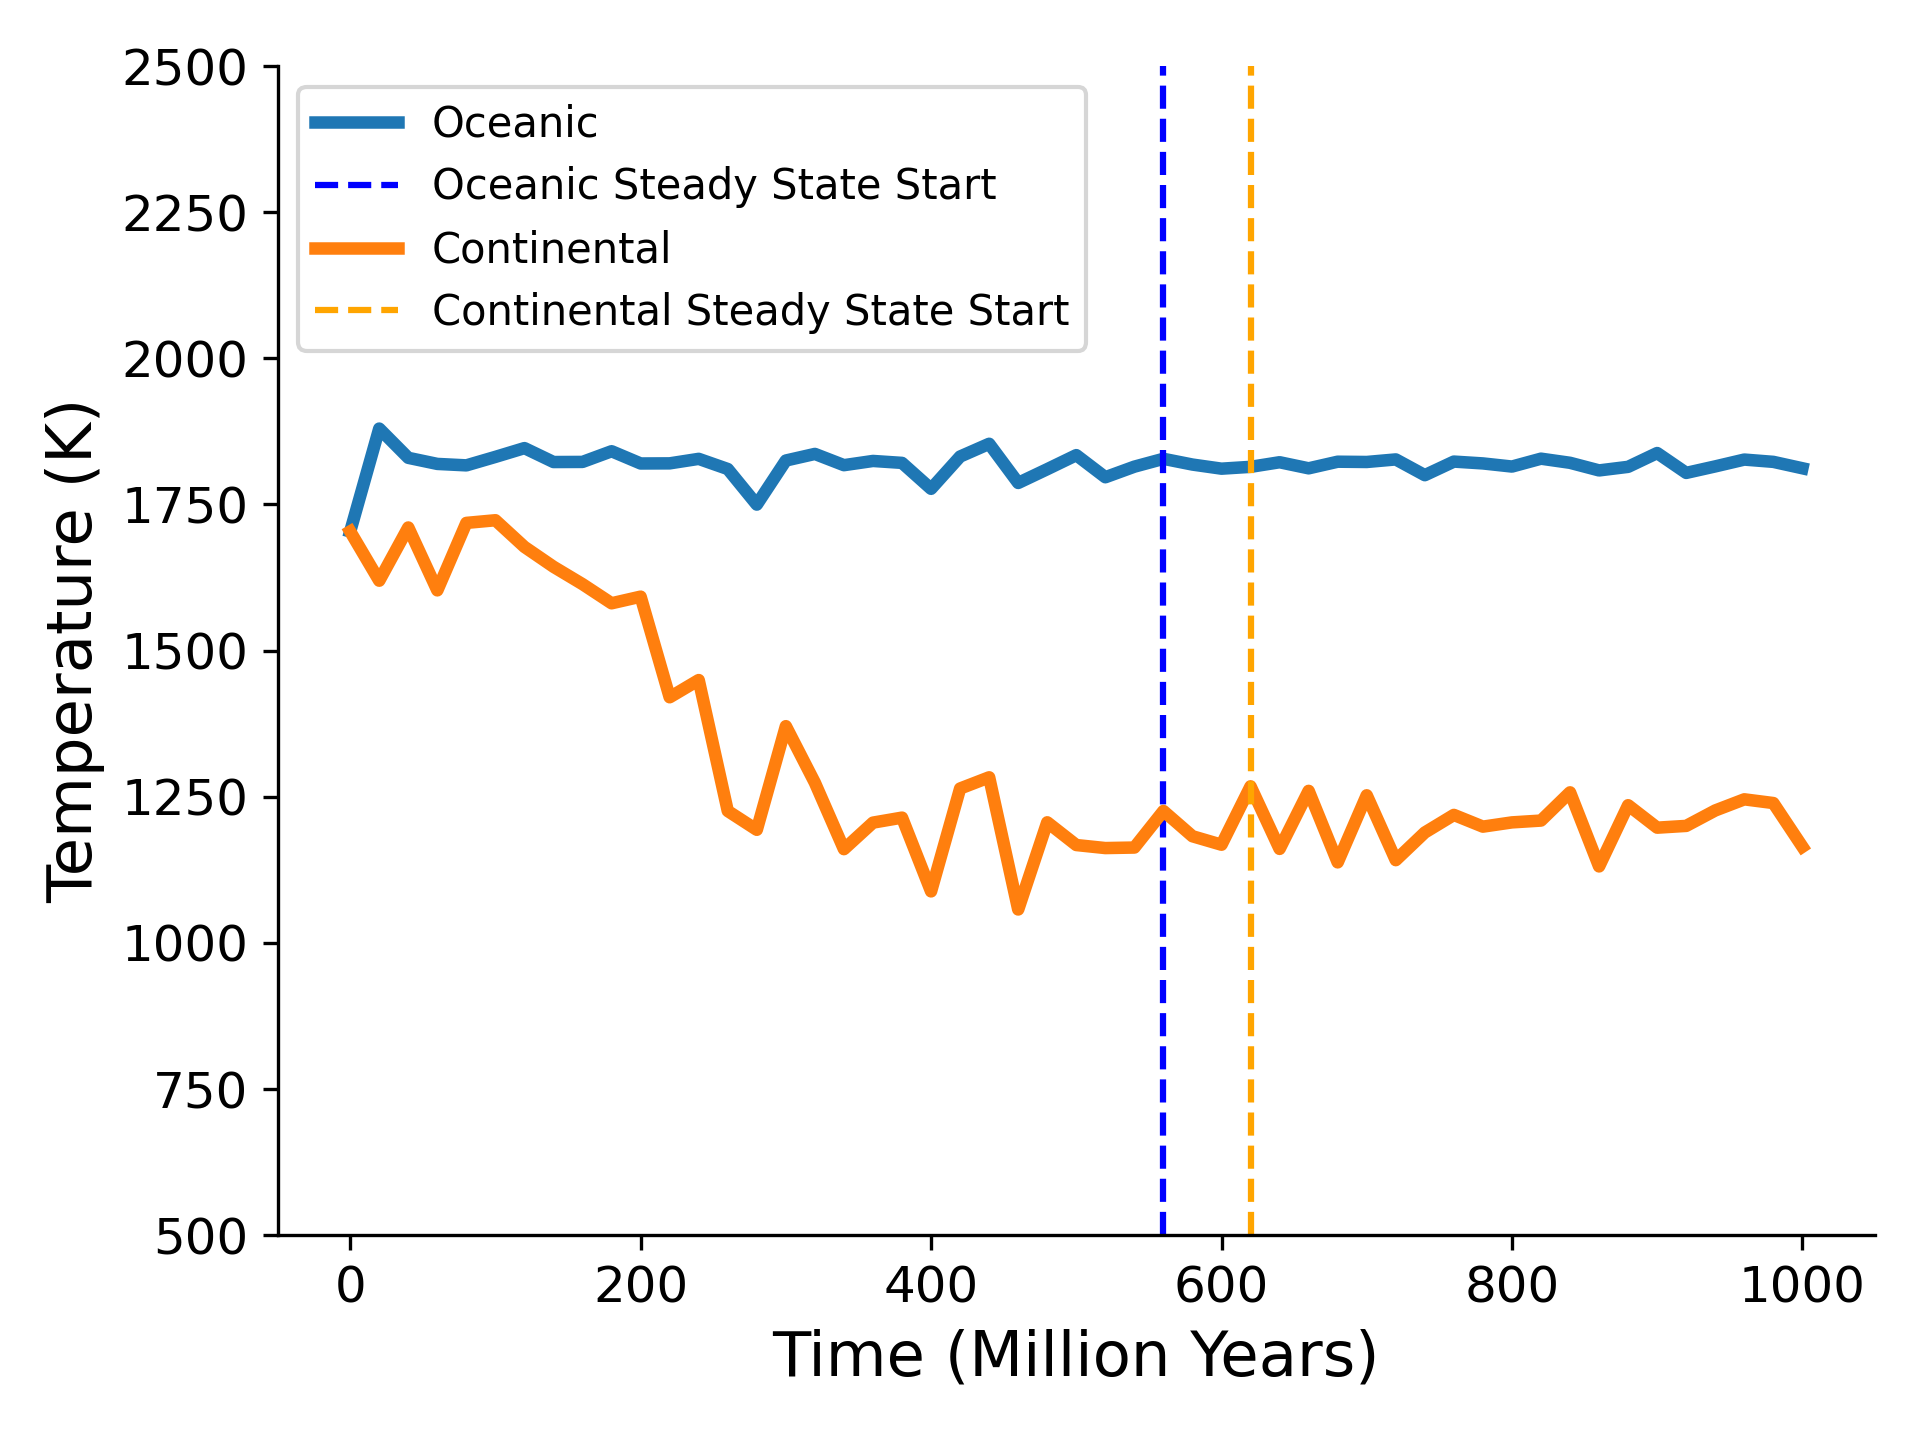 2500
2250
2000
1750
1500
1250
1000
750
500
Temperature (K)
Oceanic
Oceanic Steady State Start
Continental
Continental Steady State Start
0 200 400 600 800 1000
Time (Million Years)